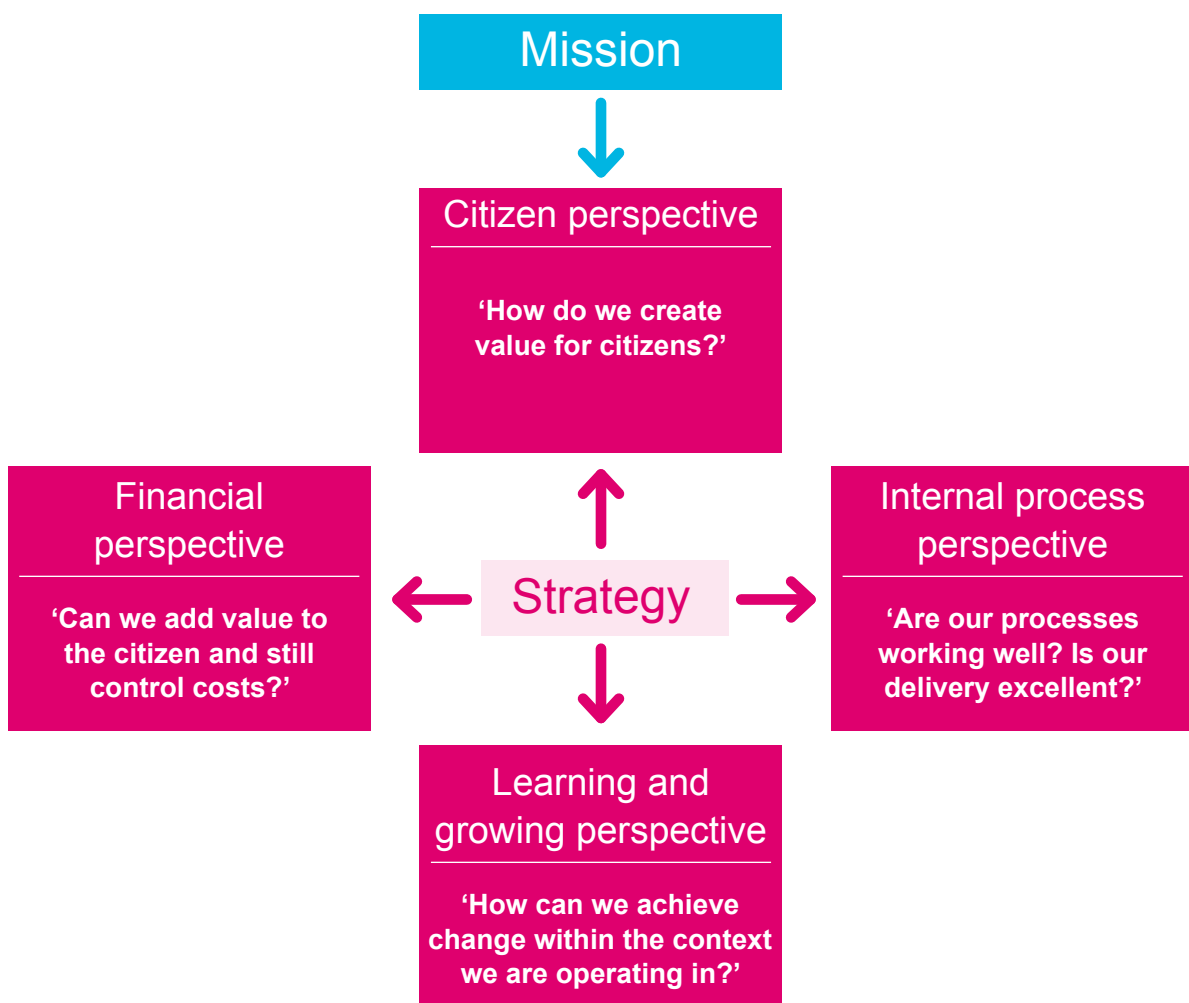 Mission
Citizen perspective
‘How do we create
value for citizens?’
Financial
perspective
‘Can we add value to
the citizen and still
control costs?’
Strategy
Internal process
perspective
‘Are our processes
working well? Is our
delivery excellent?’
Learning and
growing perspective
‘How can we achieve
change within the context
we are operating in?’